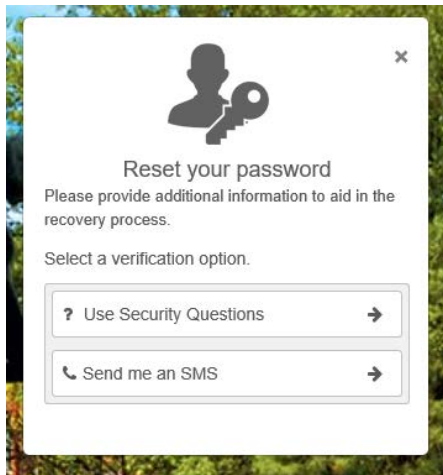 Reset your password
Please provide additional information to aid in the
recovery process.
Select a verification option.
? Use Security Questions
Send me an SMS